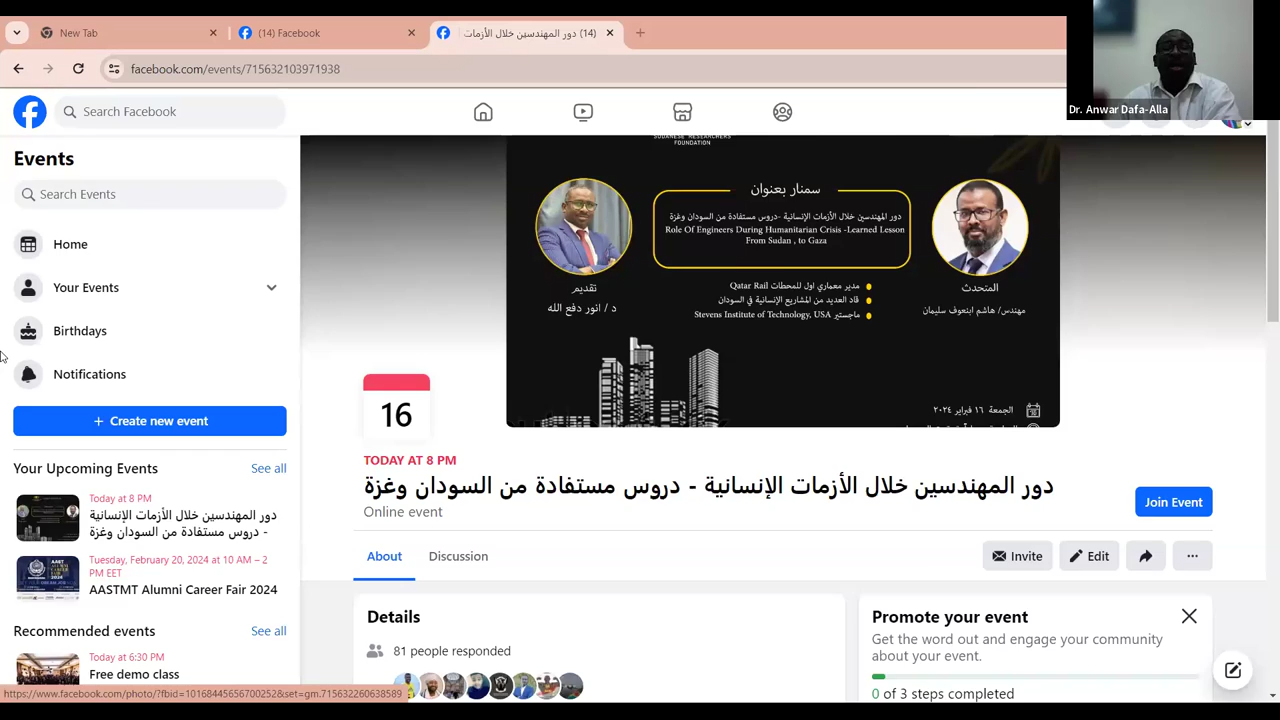 New Tab
(14) Facebook
(14) دور المهندسين خلال الأزمات
facebook.com/events/715632103971938
Dr. Anwar Dafa-Alla
Search Facebook
Events
Search Events
Home
Your Events
Birthdays
Notifications
+ Create new event
Your Upcoming Events
See all
Today at 8 PM
دور المهندسين خلال الأزمات الإنسانية
- دروس مستفادة من السودان وغزة
Tuesday, February 20, 2024 at 10 AM – 2
PM EET
AASTMT Alumni Career Fair 2024
Recommended events
See all
Today at 6:30 PM
Free demo class
https://www.facebook.com/photo/?fbid=10168445656700252&set=gm.715632260638589
SUDANESE RESEARCHERS
FOUNDATION
سمنار بعنوان
دور المهندسين خلال الأزمات الإنسانية -دروس مستفادة من السودان وغزة
Role Of Engineers During Humanitarian Crisis -Learned Lesson
From Sudan , to Gaza
تقديم
د / انور دفع الله
مدير معماري اول للمحطات Qatar Rail
قاد العديد من المشاريع الإنسانية في السودان
ماجستير Stevens Institute of Technology, USA
المتحدث
مهندس/ هاشم ابنعوف سليمان
الجمعة ١٦ فبراير ٢٠٢٤
16
TODAY AT 8 PM
دور المهندسين خلال الأزمات الإنسانية - دروس مستفادة من السودان وغزة
Online event
Join Event
About
Discussion
Invite
Edit
Details
81 people responded
Promote your event
Get the word out and engage your community
about your event.
0 of 3 steps completed